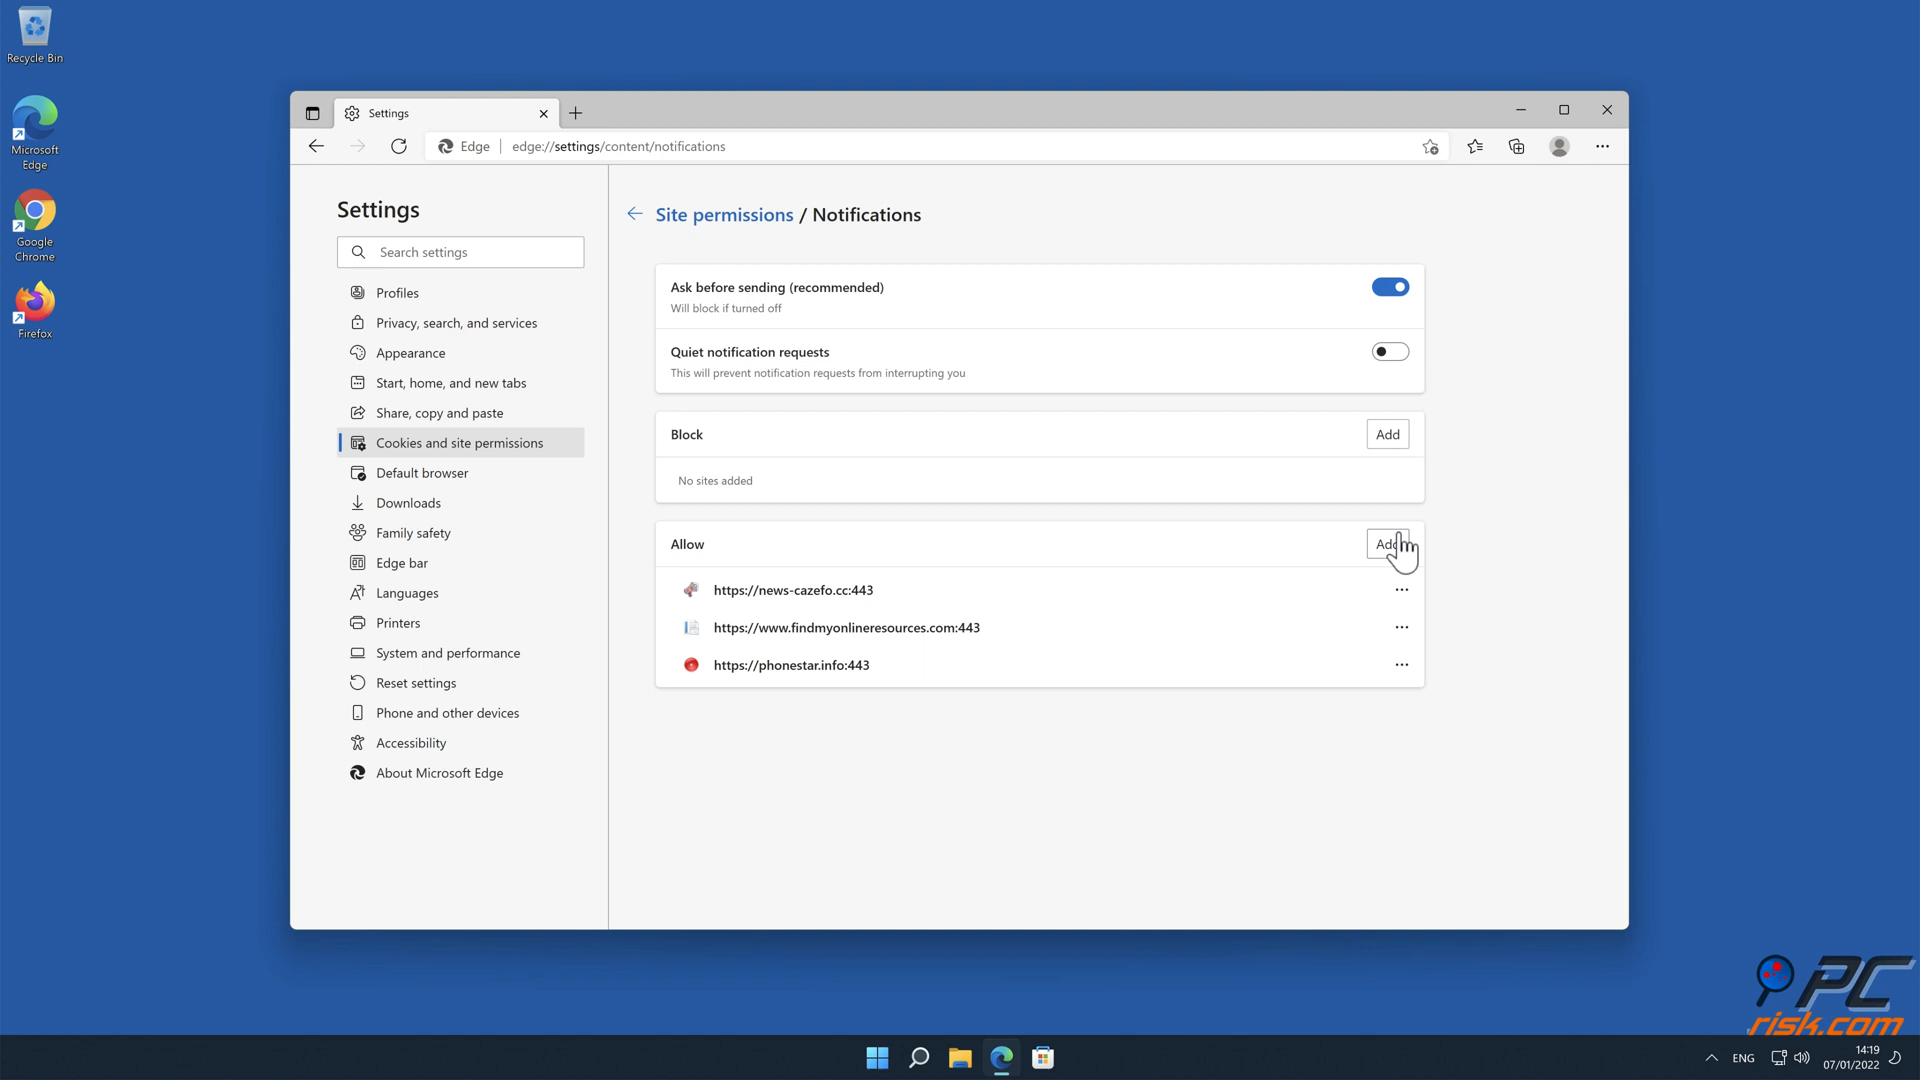 Recycle Bin
Microsoft
Edge
Google
Chrome
Firefox
Settings
Edge
edge://settings/content/notifications
Settings
Search settings
Profiles
Privacy, search, and services
Appearance
Start, home, and new tabs
Share, copy and paste
Cookies and site permissions
Default browser
Downloads
Family safety
Edge bar
Languages
Printers
System and performance
Reset settings
Phone and other devices
Accessibility
About Microsoft Edge
Site permissions / Notifications
Ask before sending (recommended)
Will block if turned off
Quiet notification requests
This will prevent notification requests from interrupting you
Block
Add
No sites added
Allow
Add
https://news-cazefo.cc:443
https://www.findmyonlineresources.com:443
https://phonestar.info:443
PC
risk.com
ENG
14:19
07/01/2022